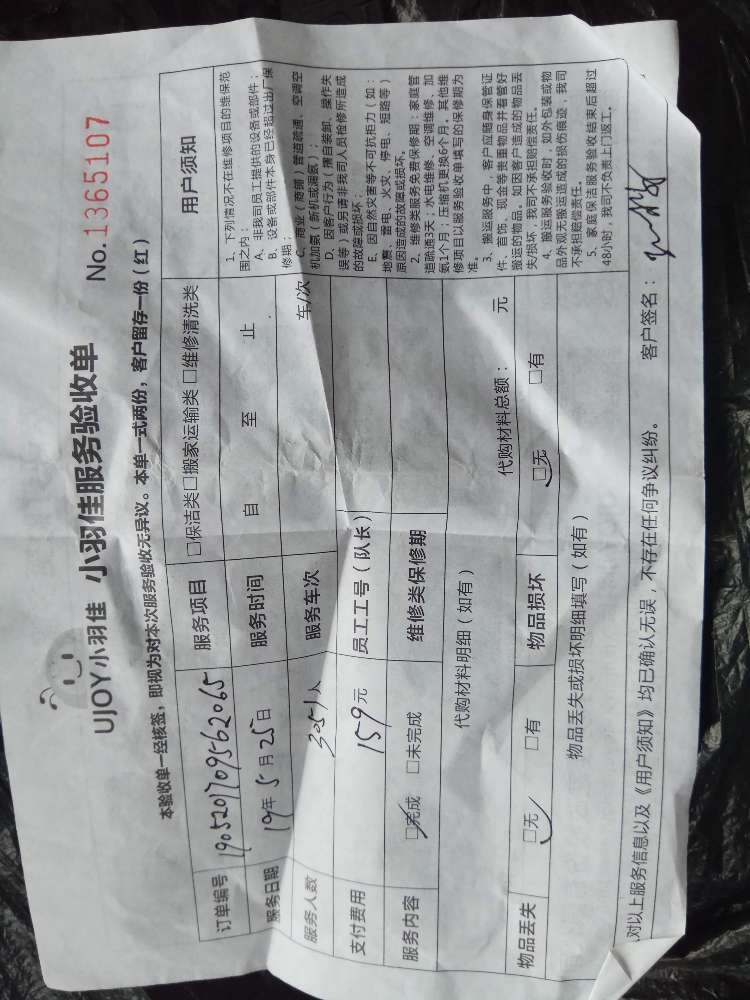 UJOY小羽佳 小羽佳服务验收单 No.1365107
本验收单一经核签，即视为对本次服务验收无异议。本单一式两份，客户留存一份(红)
订单编号 190520170956206​5 服务项目 □保洁类□搬家运输类□维修清洗类
服务日期 19年5月25日 服务时间 自 至 止
服务人数 服务车次 车/次
支付费用 159元 员工工号(队长)
服务内容 □完成 □未完成 维修类保修期
代购材料明细(如有) 代购材料总额： 元
物品丢失 □无 □有 物品损坏 □无 □有
物品丢失或损坏明细填写(如有)
用户须知
1、下列情况不在维修项目的维保范
围之内：
A、非我司员工提供的设备或部件；
B、设备或部件本身已经超过出厂保
修期；
C、商业(商铺)管道疏通、空调空
机加氨(新机或漏氨)；
D、因客户行为(擅自装卸、操作失
误等)或另请非我司人员检修所造成
的故障或损坏；
E、因自然灾害等不可抗拒力(如：
地震、雷电、火灾、停电、短路等)
原因造成的故障或损坏。
2、维修类服务免费保修期：家庭管
道疏通3天；水电维修、空调维修、加
氨1个月；压缩机更换6个月。其他维
修项目以服务验收单填写的保修期为
准。
3、搬运服务中，客户应随身保管证
件、首饰、现金等贵重物品并看管好
搬运的物品。如因客户造成的物品丢
失/损坏，我司不承担赔偿责任。
4、搬运服务验收时，如外包装或物
品外观无搬运造成的损伤痕迹，我司
不承担赔偿责任。
5、家庭保洁服务验收结束后超过
48小时，我司不负责上门返工。
对以上服务信息以及《用户须知》均已确认无误，不存在任何争议纠纷。 客户签名：